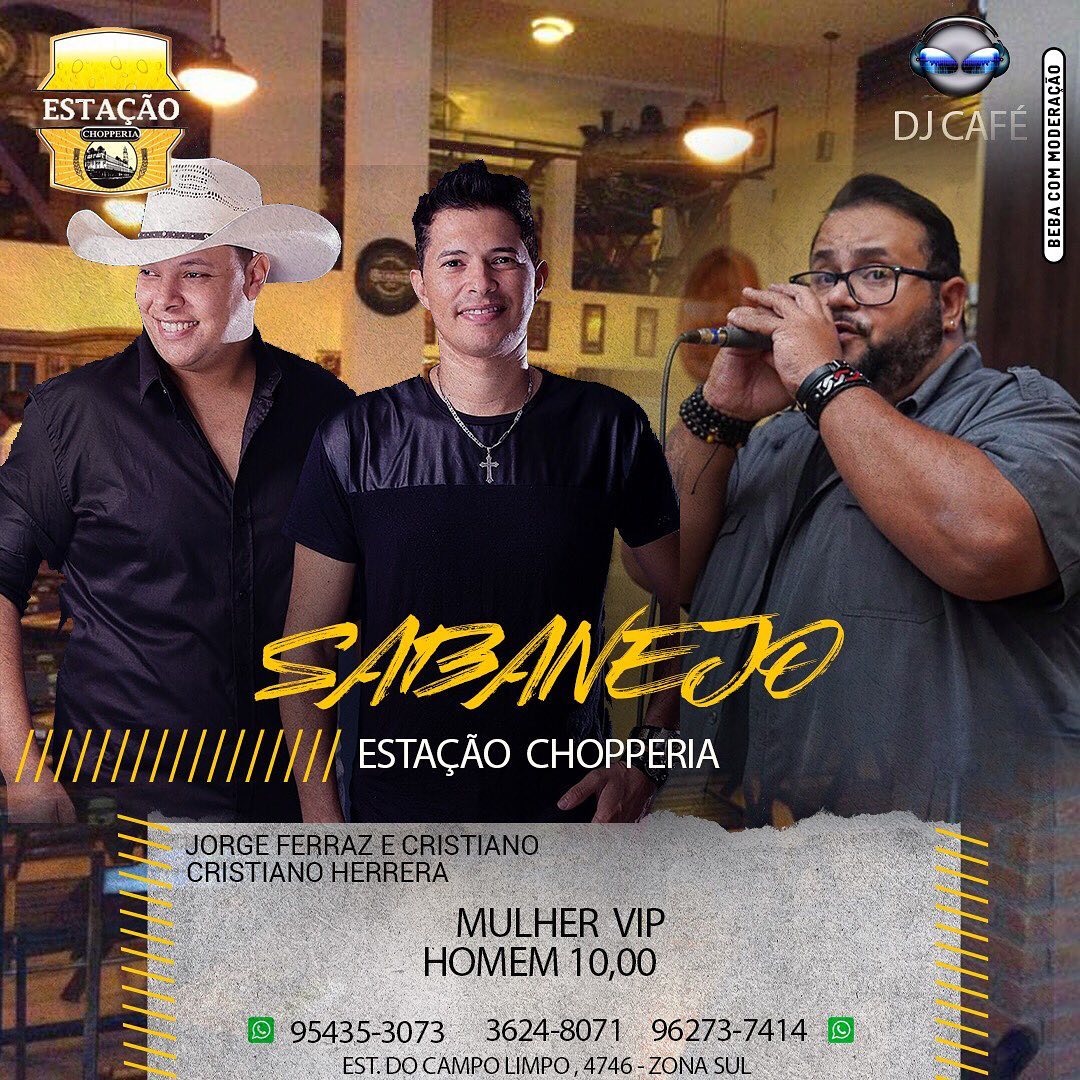 ESTAÇÃO
CHOPPERIA
DJ CAFÉ
BEBA COM MODERAÇÃO
SABANEJO
ESTAÇÃO CHOPPERIA
JORGE FERRAZ E CRISTIANO
CRISTIANO HERRERA
MULHER VIP
HOMEM 10,00
95435-3073 3624-8071 96273-7414
EST. DO CAMPO LIMPO , 4746 - ZONA SUL